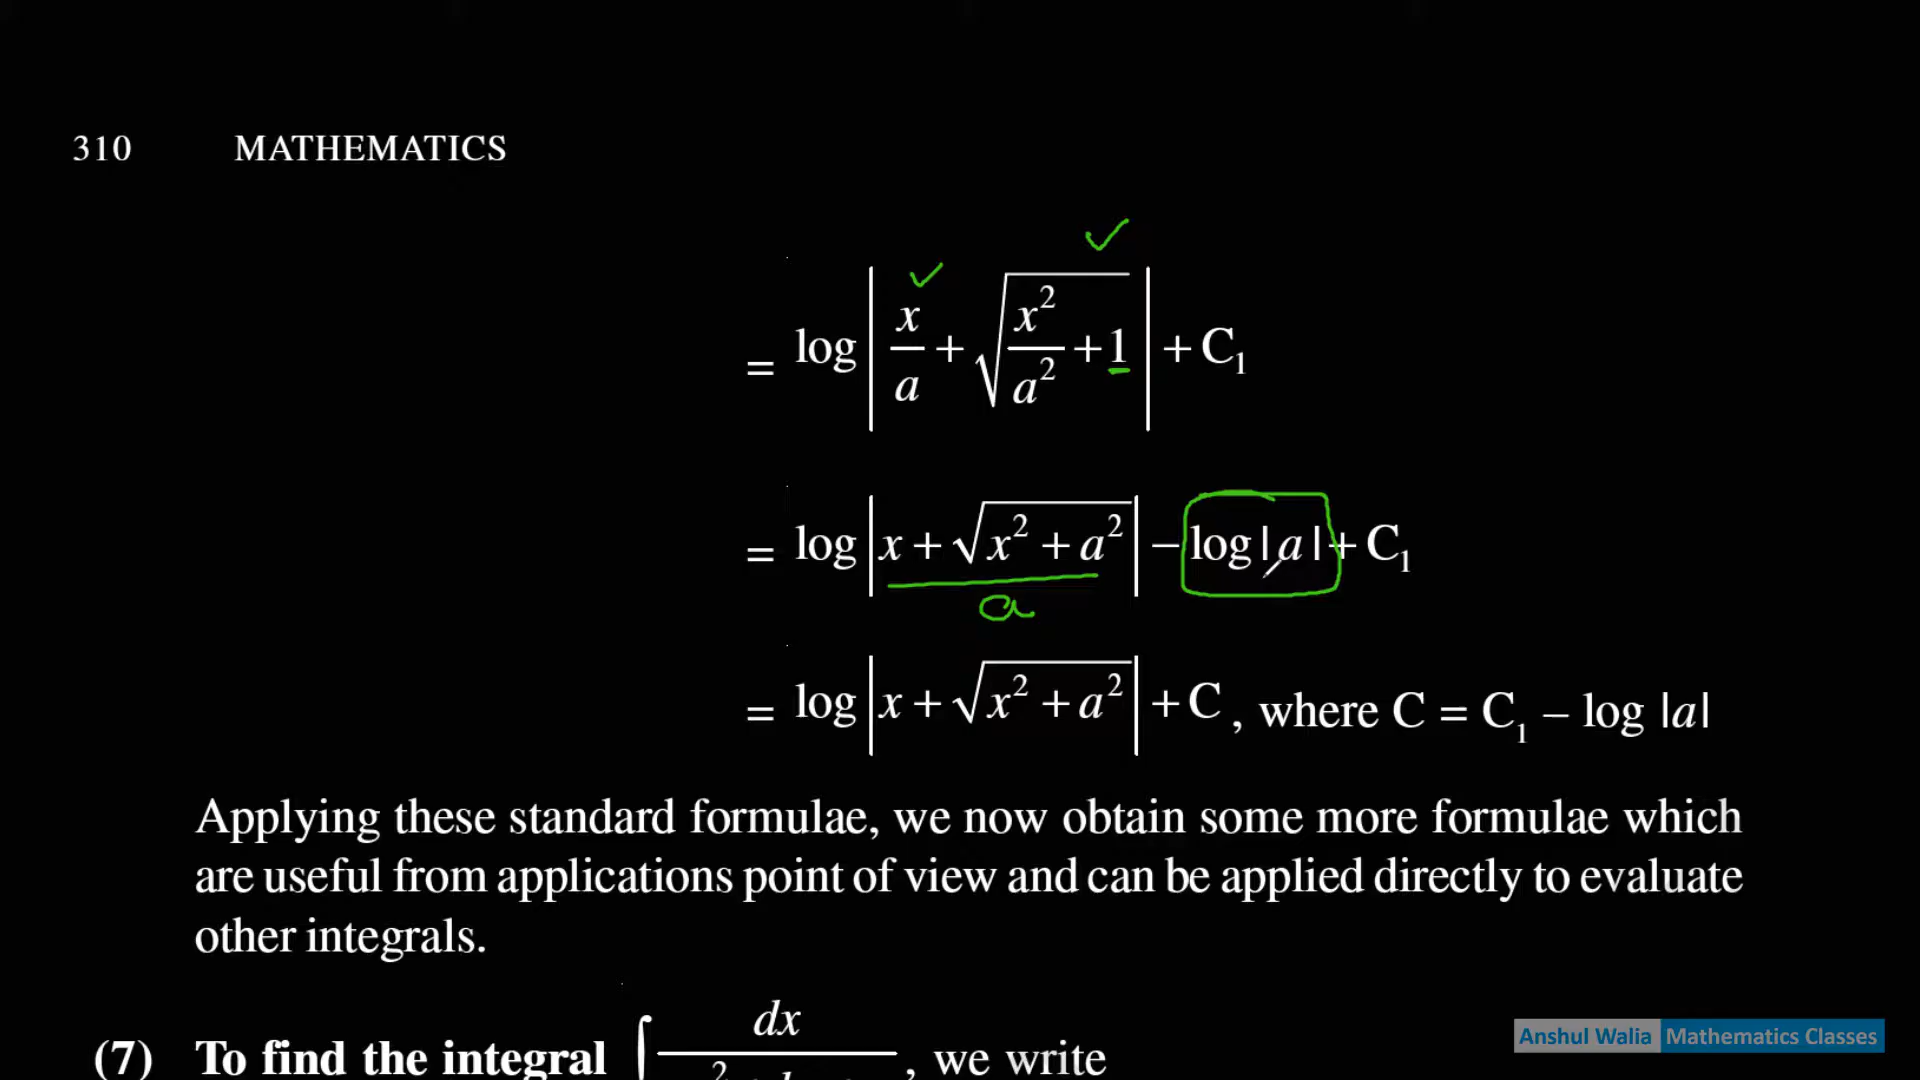 310 MATHEMATICS
= log | x/a + √(x²/a² + 1) | + C₁
= log | x + √(x² + a²) | − log |a| + C₁
a
= log | x + √(x² + a²) | + C , where C = C₁ – log |a|
Applying these standard formulae, we now obtain some more formulae which
are useful from applications point of view and can be applied directly to evaluate
other integrals.
(7) To find the integral ∫ dx , we write
Anshul Walia Mathematics Classes